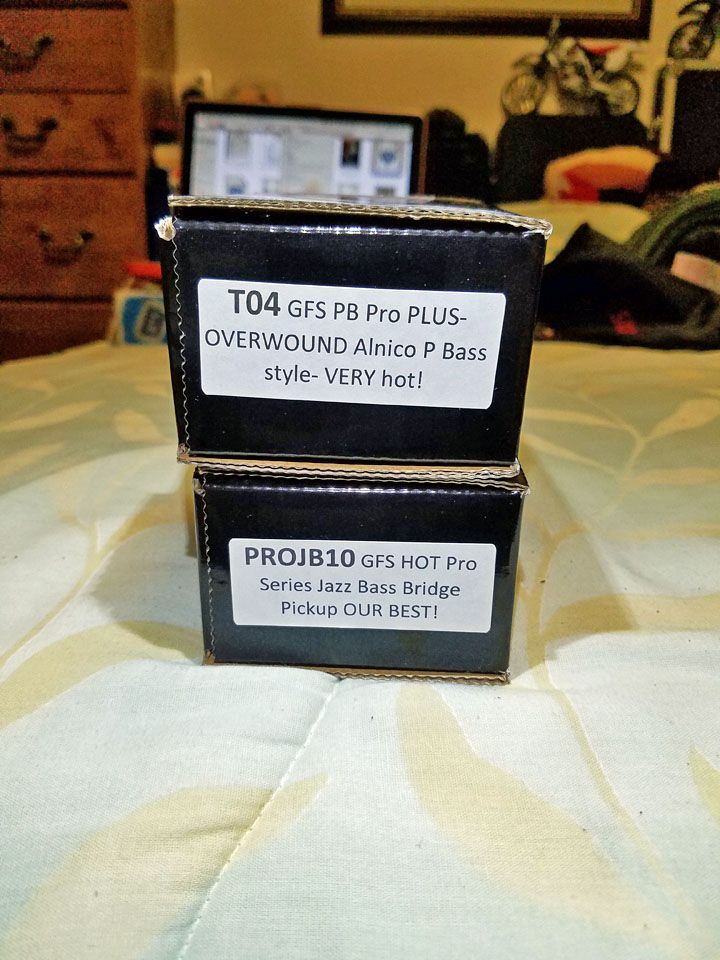 T04 GFS PB Pro PLUS-
OVERWOUND Alnico P Bass
style- VERY hot!
PROJB10 GFS HOT Pro
Series Jazz Bass Bridge
Pickup OUR BEST!